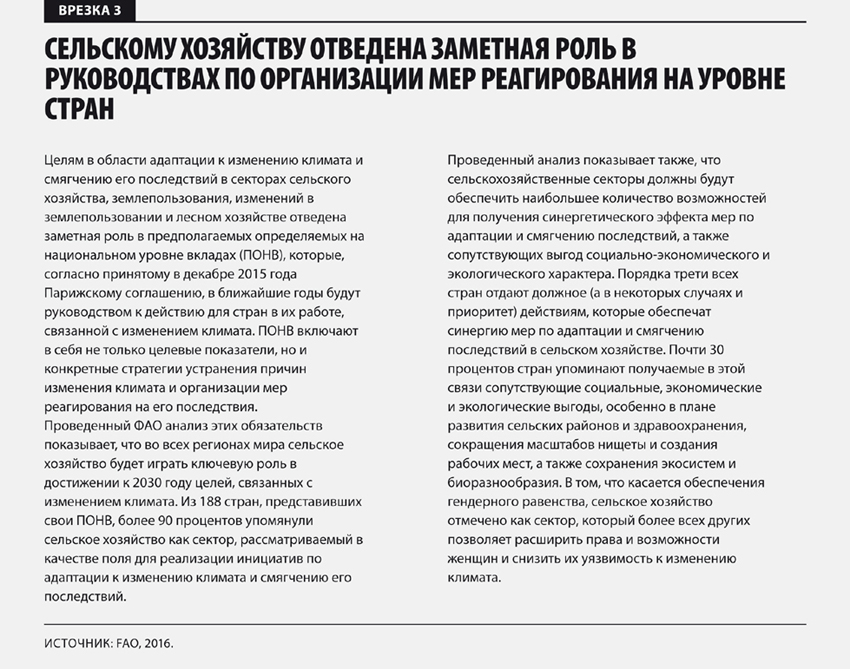 ВРЕЗКА 3
СЕЛЬСКОМУ ХОЗЯЙСТВУ ОТВЕДЕНА ЗАМЕТНАЯ РОЛЬ В
РУКОВОДСТВАХ ПО ОРГАНИЗАЦИИ МЕР РЕАГИРОВАНИЯ НА УРОВНЕ
СТРАН
Целям в области адаптации к изменению климата и
смягчению его последствий в секторах сельского
хозяйства, землепользования, изменений в
землепользовании и лесном хозяйстве отведена
заметная роль в предполагаемых определяемых на
национальном уровне вкладах (ПОНВ), которые,
согласно принятому в декабре 2015 года
Парижскому соглашению, в ближайшие годы будут
руководством к действию для стран в их работе,
связанной с изменением климата. ПОНВ включают
в себя не только целевые показатели, но и
конкретные стратегии устранения причин
изменения климата и организации мер
реагирования на его последствия.
Проведенный ФАО анализ этих обязательств
показывает, что во всех регионах мира сельское
хозяйство будет играть ключевую роль в
достижении к 2030 году целей, связанных с
изменением климата. Из 188 стран, представивших
свои ПОНВ, более 90 процентов упомянули
сельское хозяйство как сектор, рассматриваемый в
качестве поля для реализации инициатив по
адаптации к изменению климата и смягчению его
последствий.
Проведенный анализ показывает также, что
сельскохозяйственные секторы должны будут
обеспечить наибольшее количество возможностей
для получения синергетического эффекта мер по
адаптации и смягчению последствий, а также
сопутствующих выгод социально-экономического и
экологического характера. Порядка трети всех
стран отдают должное (а в некоторых случаях и
приоритет) действиям, которые обеспечат
синергию мер по адаптации и смягчению
последствий в сельском хозяйстве. Почти 30
процентов стран упоминают получаемые в этой
связи сопутствующие социальные, экономические
и экологические выгоды, особенно в плане
развития сельских районов и здравоохранения,
сокращения масштабов нищеты и создания
рабочих мест, а также сохранения экосистем и
биоразнообразия. В том, что касается обеспечения
гендерного равенства, сельское хозяйство
отмечено как сектор, который более всех других
позволяет расширить права и возможности
женщин и снизить их уязвимость к изменению
климата.
ИСТОЧНИК: FAO, 2016.